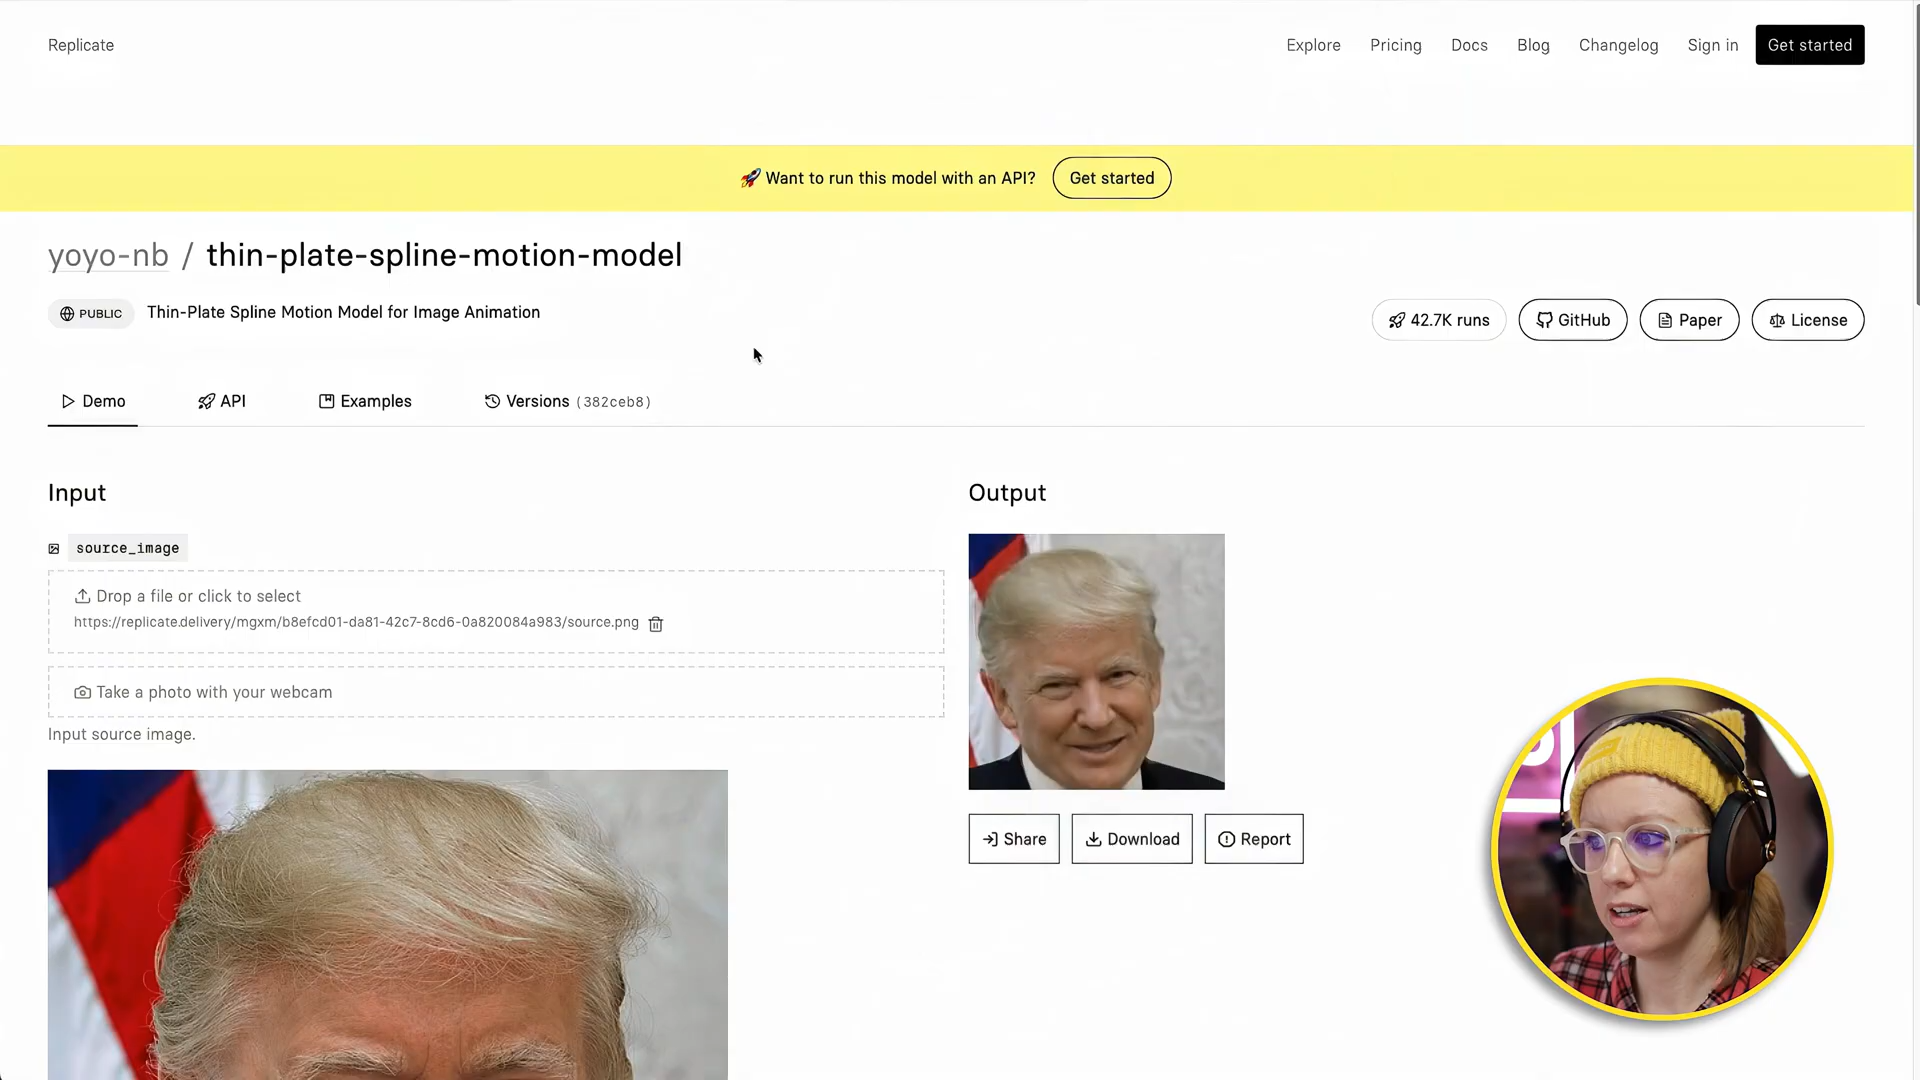 Replicate
Explore
Pricing
Docs
Blog
Changelog
Sign in
Get started
🚀 Want to run this model with an API?
Get started
yoyo-nb / thin-plate-spline-motion-model
PUBLIC
Thin-Plate Spline Motion Model for Image Animation
42.7K runs
GitHub
Paper
License
Demo
API
Examples
Versions (382ceb8)
Input
Output
source_image
Drop a file or click to select
https://replicate.delivery/mgxm/b8efcd01-da81-42c7-8cd6-0a820084a983/source.png
Take a photo with your webcam
Input source image.
Share
Download
Report